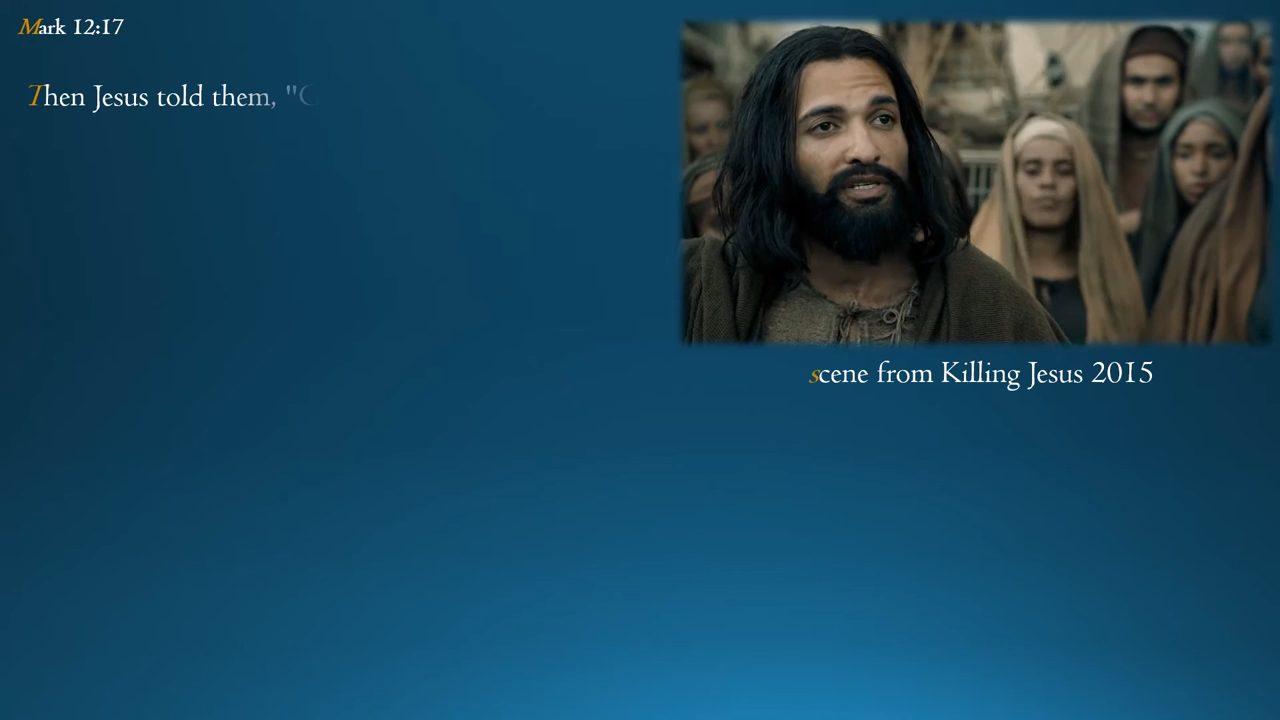 Mark 12:17
Then Jesus told them, "
scene from Killing Jesus 2015